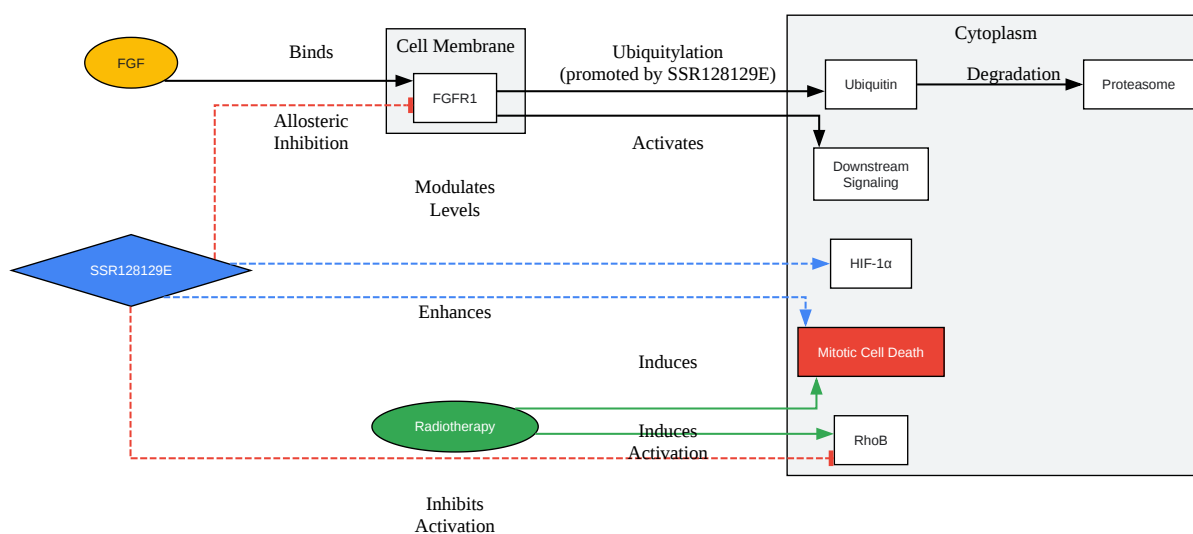 Cytoplasm
Cell Membrane
Binds
Ubiquitylation
(promoted by SSR128129E)
FGF
Degradation
Ubiquitin
Proteasome
FGFR1
Allosteric
Inhibition
Activates
Downstream
Signaling
Modulates
Levels
HIF-1α
SSR128129E
Enhances
Mitotic Cell Death
Induces
Radiotherapy
Induces
Activation
RhoB
Inhibits
Activation